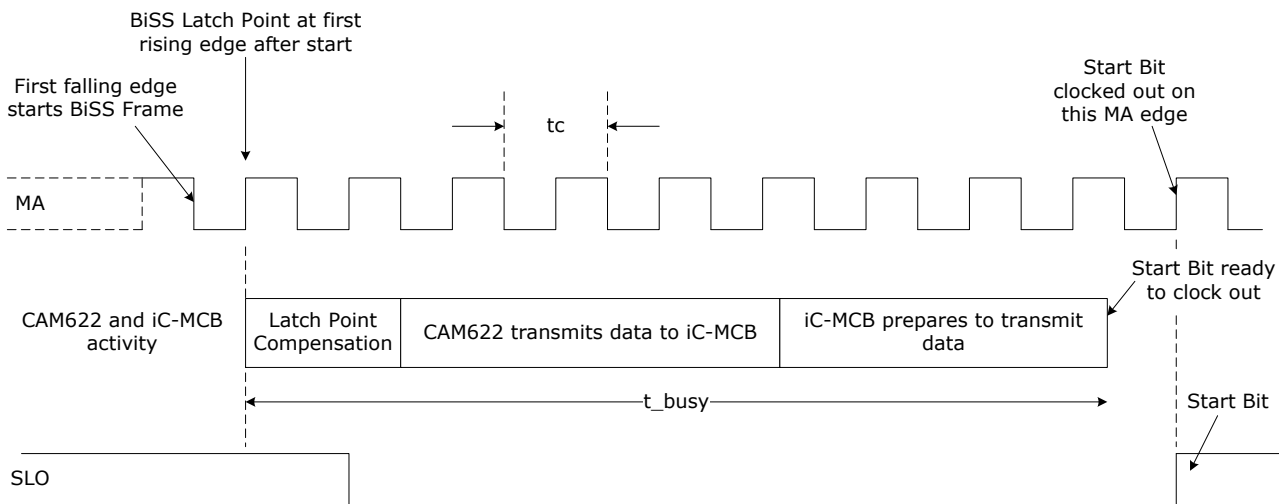 BiSS Latch Point at first
rising edge after start
First falling edge
starts BiSS Frame
tc
Start Bit
clocked out on
this MA edge
MA
Start Bit ready
to clock out
CAM622 and iC-MCB
activity
Latch Point
Compensation
CAM622 transmits data to iC-MCB
iC-MCB prepares to transmit
data
t_busy
Start Bit
SLO